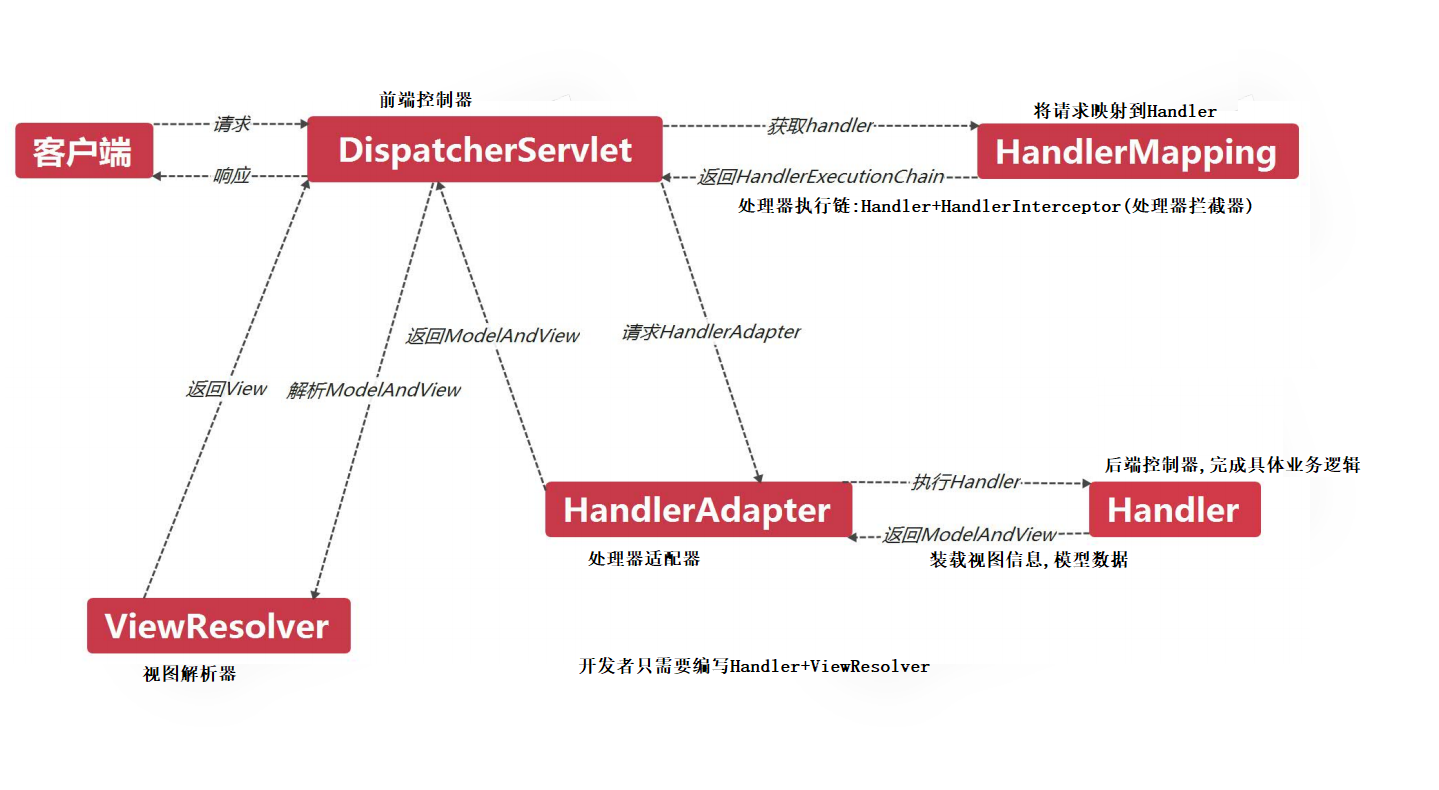 前端控制器
将请求映射到Handler
客户端
请求
响应
DispatcherServlet
获取handler
返回HandlerExecutionChain
HandlerMapping
处理器执行链:Handler+HandlerInterceptor(处理器拦截器)
返回ModelAndView
请求HandlerAdapter
返回View
解析ModelAndView
后端控制器,完成具体业务逻辑
HandlerAdapter
执行Handler
返回ModelAndView
Handler
处理器适配器
装载视图信息,模型数据
ViewResolver
视图解析器
开发者只需要编写Handler+ViewResolver